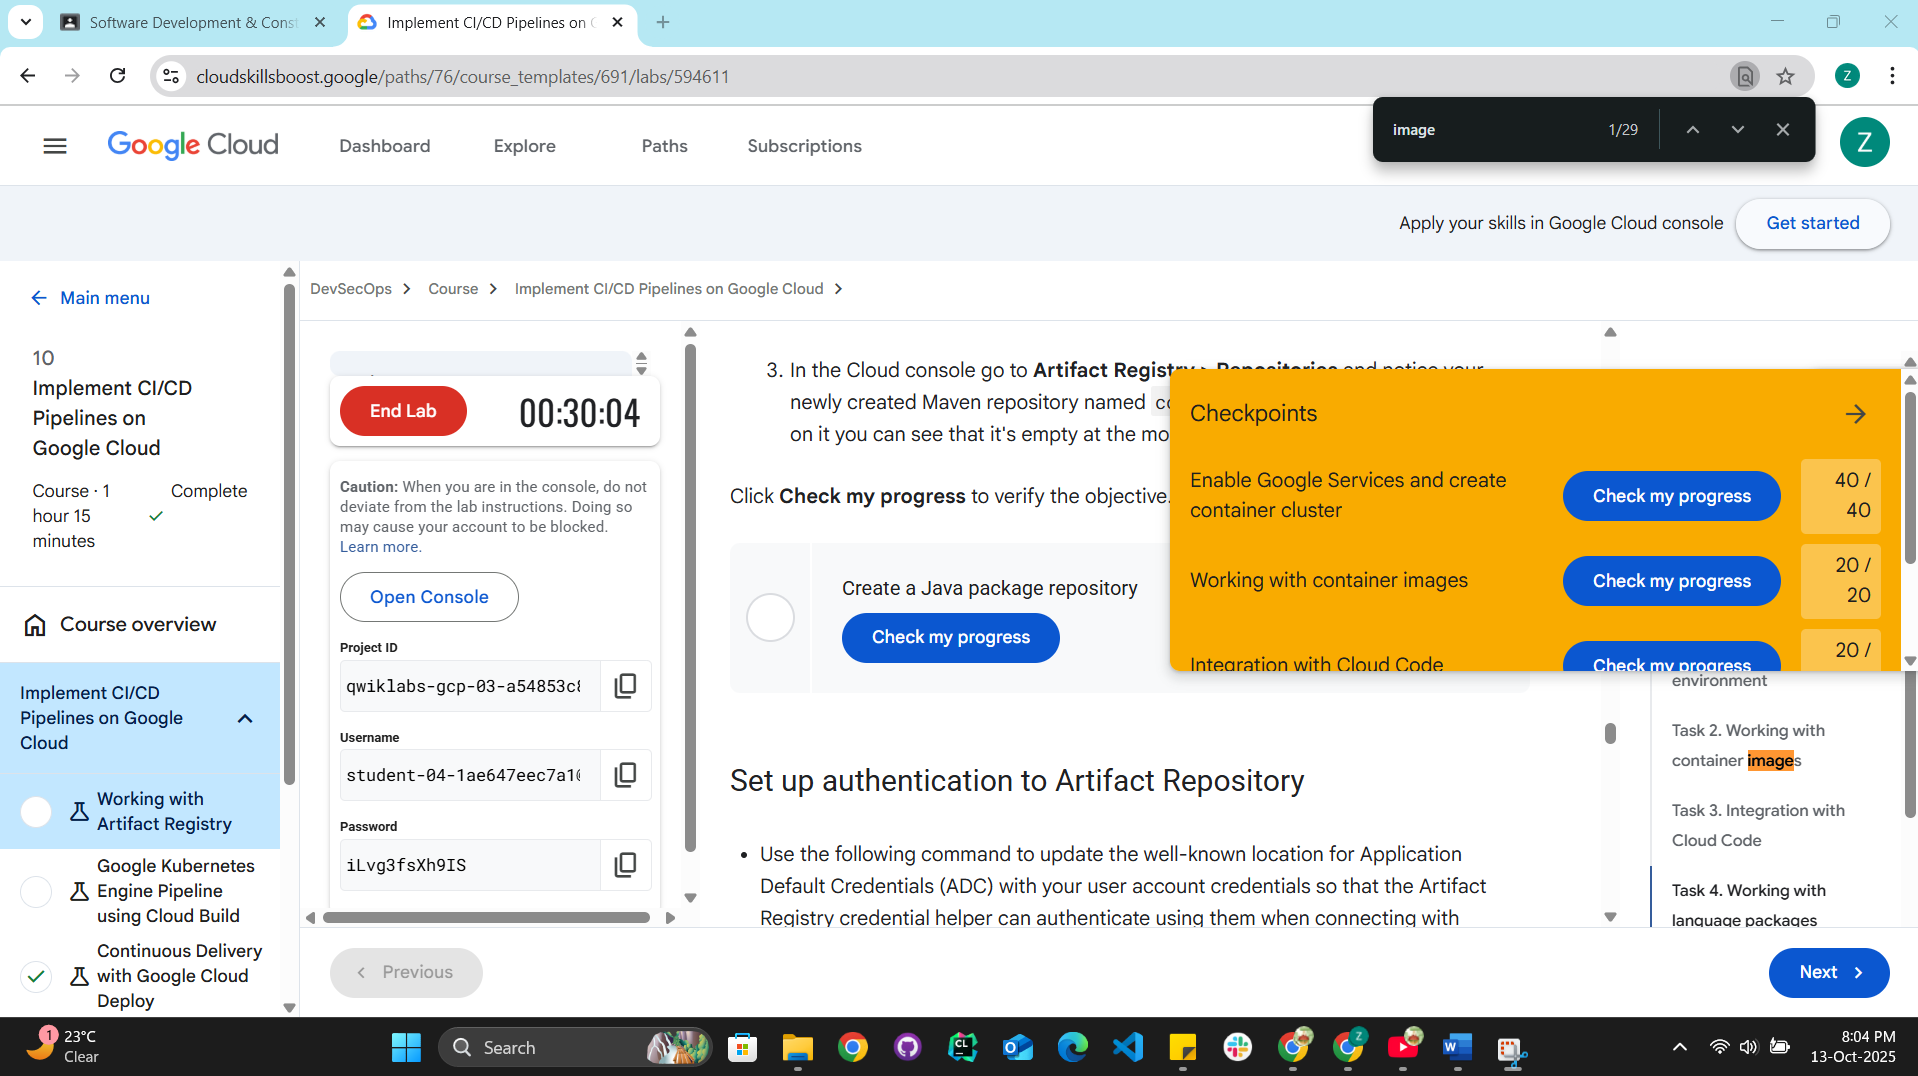 Software Development & Const
Implement CI/CD Pipelines on G
cloudskillsboost.google/paths/76/course_templates/691/labs/594611
Z
image
1/29
Google Cloud
Dashboard
Explore
Paths
Subscriptions
Z
Apply your skills in Google Cloud console
Get started
Main menu
10
Implement CI/CD
Pipelines on
Google Cloud
Course · 1
hour 15
minutes
Complete
Course overview
Implement CI/CD
Pipelines on Google
Cloud
Working with
Artifact Registry
Google Kubernetes
Engine Pipeline
using Cloud Build
Continuous Delivery
with Google Cloud
Deploy
DevSecOps
Course
Implement CI/CD Pipelines on Google Cloud
End Lab
00:30:04
Caution: When you are in the console, do not
deviate from the lab instructions. Doing so
may cause your account to be blocked.
Learn more.
Open Console
Project ID
qwiklabs-gcp-03-a54853c8
Username
student-04-1ae647eec7a10
Password
iLvg3fsXh9IS
3. In the Cloud console go to Artifact Registry > Repositories and notice your
newly created Maven repository named
on it you can see that it's empty at the mo
Click Check my progress to verify the objective.
Create a Java package repository
Check my progress
Set up authentication to Artifact Repository
• Use the following command to update the well-known location for Application
Default Credentials (ADC) with your user account credentials so that the Artifact
Registry credential helper can authenticate using them when connecting with
Checkpoints
Enable Google Services and create
container cluster
Check my progress
40 /
40
Working with container images
Check my progress
20 /
20
Integration with Cloud Code
Check my progress
20 /
environment
Task 2. Working with
container images
Task 3. Integration with
Cloud Code
Task 4. Working with
language packages
Previous
Next
1
23°C
Clear
Search
8:04 PM
13-Oct-2025